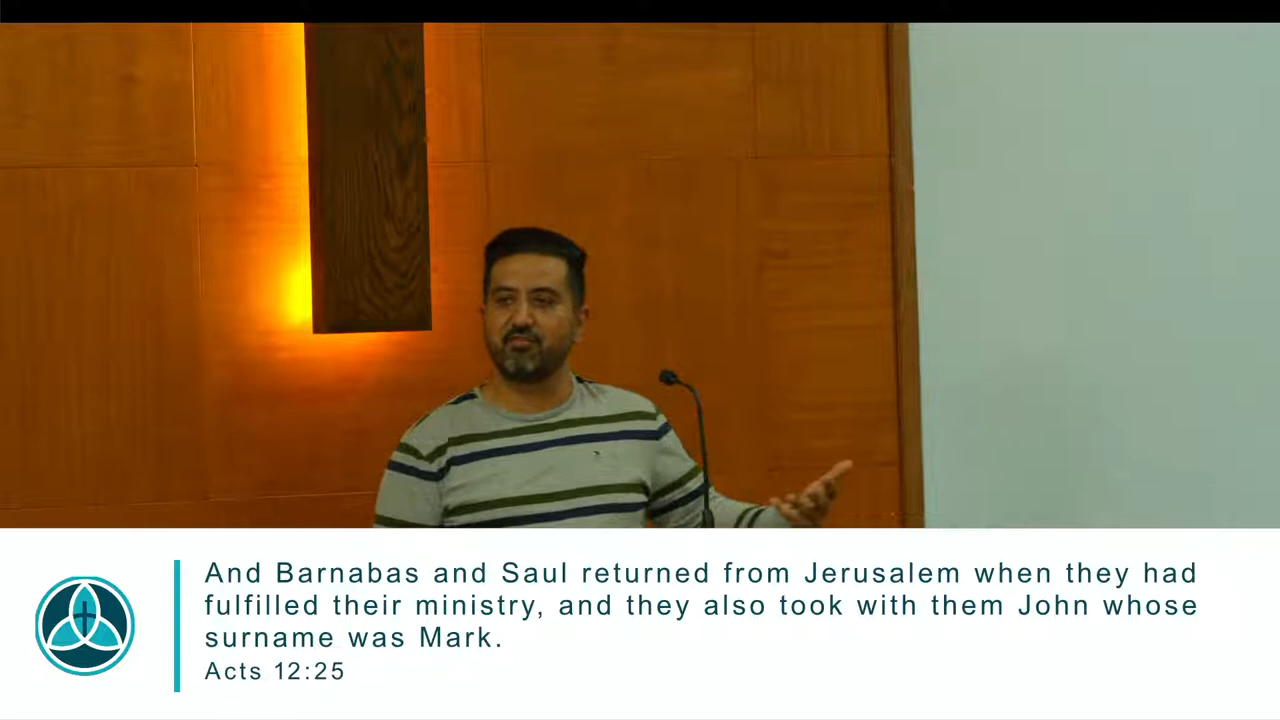 And Barnabas and Saul returned from Jerusalem when they had
fulfilled their ministry, and they also took with them John whose
surname was Mark.
Acts 12:25